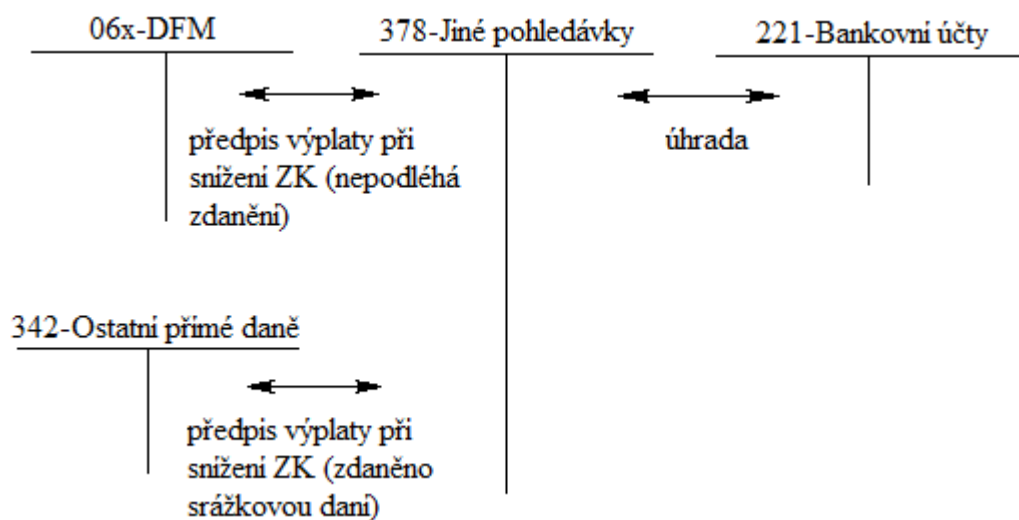 06x-DFM
378-Jiné pohledávky
221-Bankovní účty
předpis výplaty při
snížení ZK (nepodléhá
zdanění)
úhrada
342-Ostatní přímé daně
předpis výplaty při
snížení ZK (zdaněno
srážkovou daní)